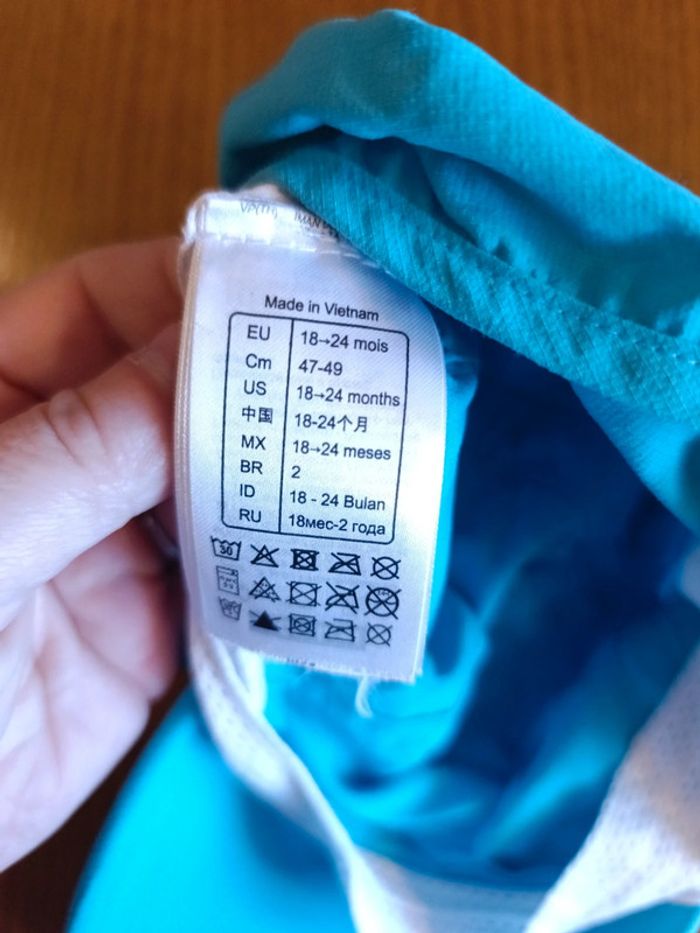 Made in Vietnam
EU 18→24 mois
Cm 47-49
US 18→24 months
中国 18-24个月
MX 18→24 meses
BR 2
ID 18 - 24 Bulan
RU 18мес-2 года
30